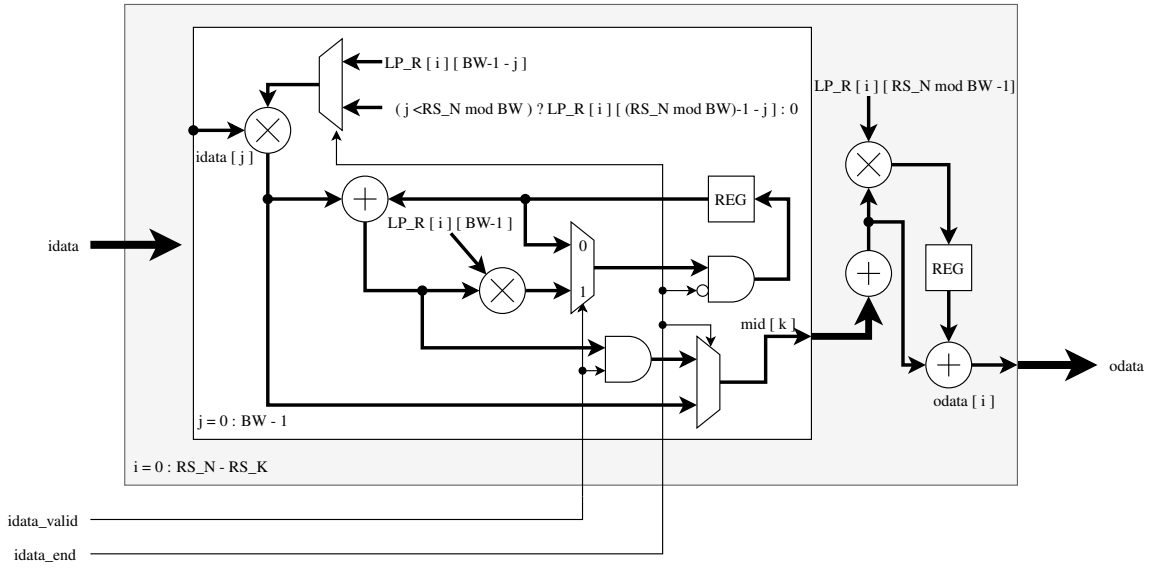 LP_R [ i ] [ BW-1 - j ]
LP_R [ i ] [ RS_N mod BW -1]
( j <RS_N mod BW ) ? LP_R [ i ] [ (RS_N mod BW)-1 - j ] : 0
idata [ j ]
REG
LP_R [ i ] [ BW-1 ]
idata
0
REG
1
mid [ k ]
odata
odata [ i ]
j = 0 : BW - 1
i = 0 : RS_N - RS_K
idata_valid
idata_end